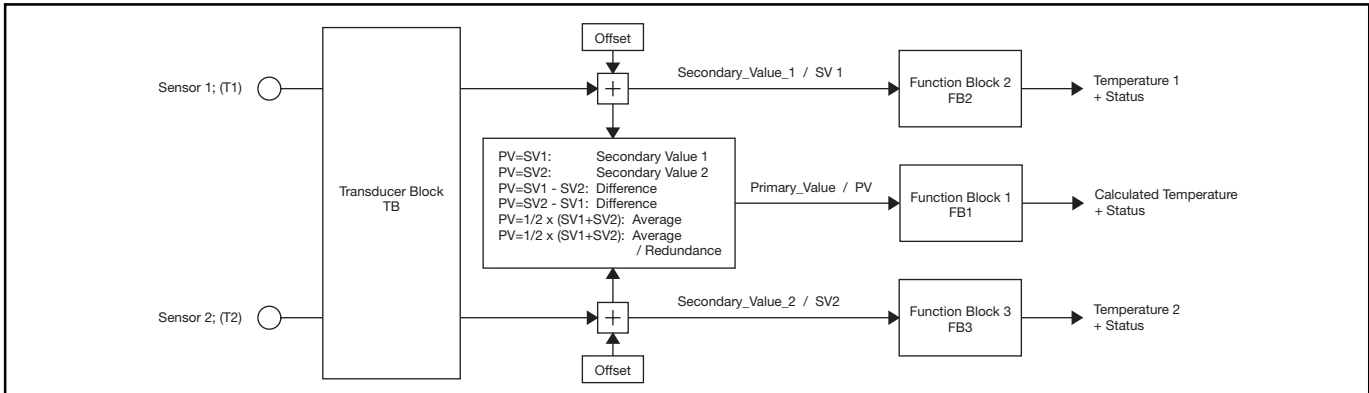 Offset
Sensor 1; (T1)
Secondary_Value_1 / SV 1
Function Block 2
FB2
Temperature 1
+ Status
Transducer Block
TB
PV=SV1: Secondary Value 1
PV=SV2: Secondary Value 2
PV=SV1 - SV2: Difference
PV=SV2 - SV1: Difference
PV=1/2 x (SV1+SV2): Average
PV=1/2 x (SV1+SV2): Average
/ Redundance
Primary_Value / PV
Function Block 1
FB1
Calculated Temperature
+ Status
Sensor 2; (T2)
Secondary_Value_2 / SV2
Function Block 3
FB3
Temperature 2
+ Status
Offset